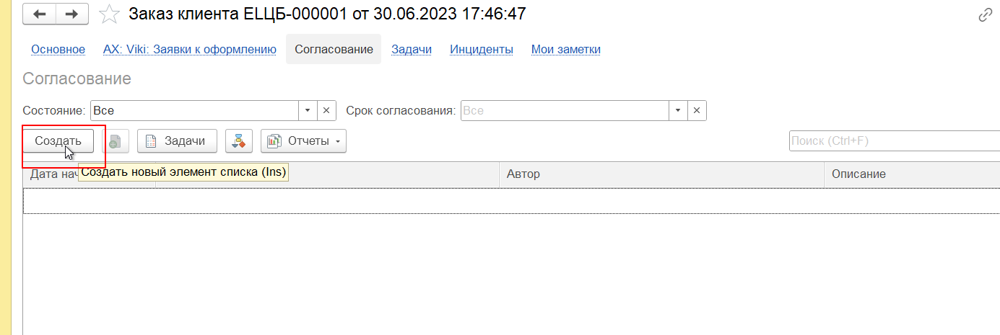 Заказ клиента ELЦБ-000001 от 30.06.2023 17:46:47
Основное АХ: Viki: Заявки к оформлению Согласование Задачи Инциденты Мои заметки
Согласование
Состояние: Все Срок согласования: Все
Создать Задачи Отчеты Поиск (Ctrl+F)
Дата Автор Описание
Создать новый элемент списка (Ins)